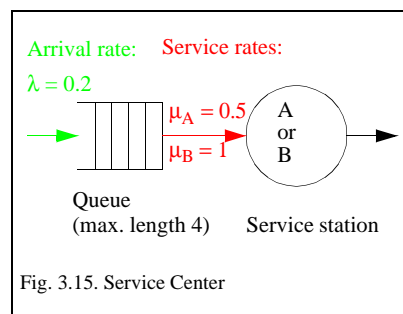 Arrival rate: Service rates:
λ = 0.2
μA = 0.5
μB = 1
A
or
B
Queue
(max. length 4) Service station
Fig. 3.15. Service Center